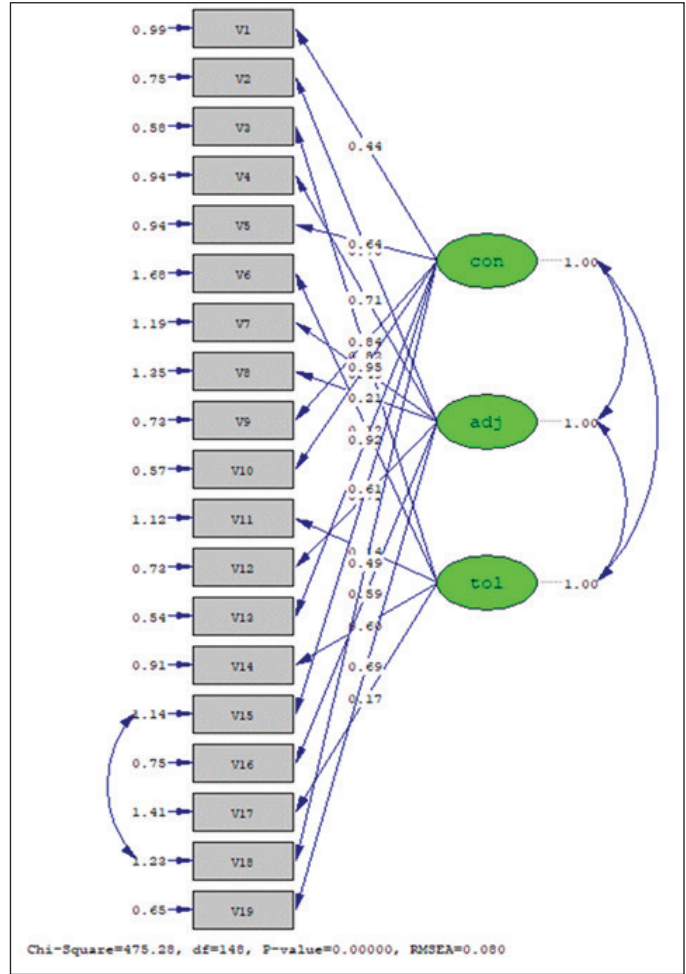 0.99 V1
0.75 V2
0.58 V3
0.94 V4
0.44
0.94 V5
0.64
con 1.00
1.68 V6
0.71
1.19 V7
0.84
0.95
1.35 V8
0.21
0.73 V9
adj 1.00
0.92
0.57 V10
0.61
1.12 V11
0.49
0.73 V12
tol 1.00
0.59
0.54 V13
0.91 V14
0.69
0.17
1.14 V15
0.75 V16
1.41 V17
1.23 V18
0.65 V19
Chi-Square=475.28, df=148, P-value=0.00000, RMSEA=0.080